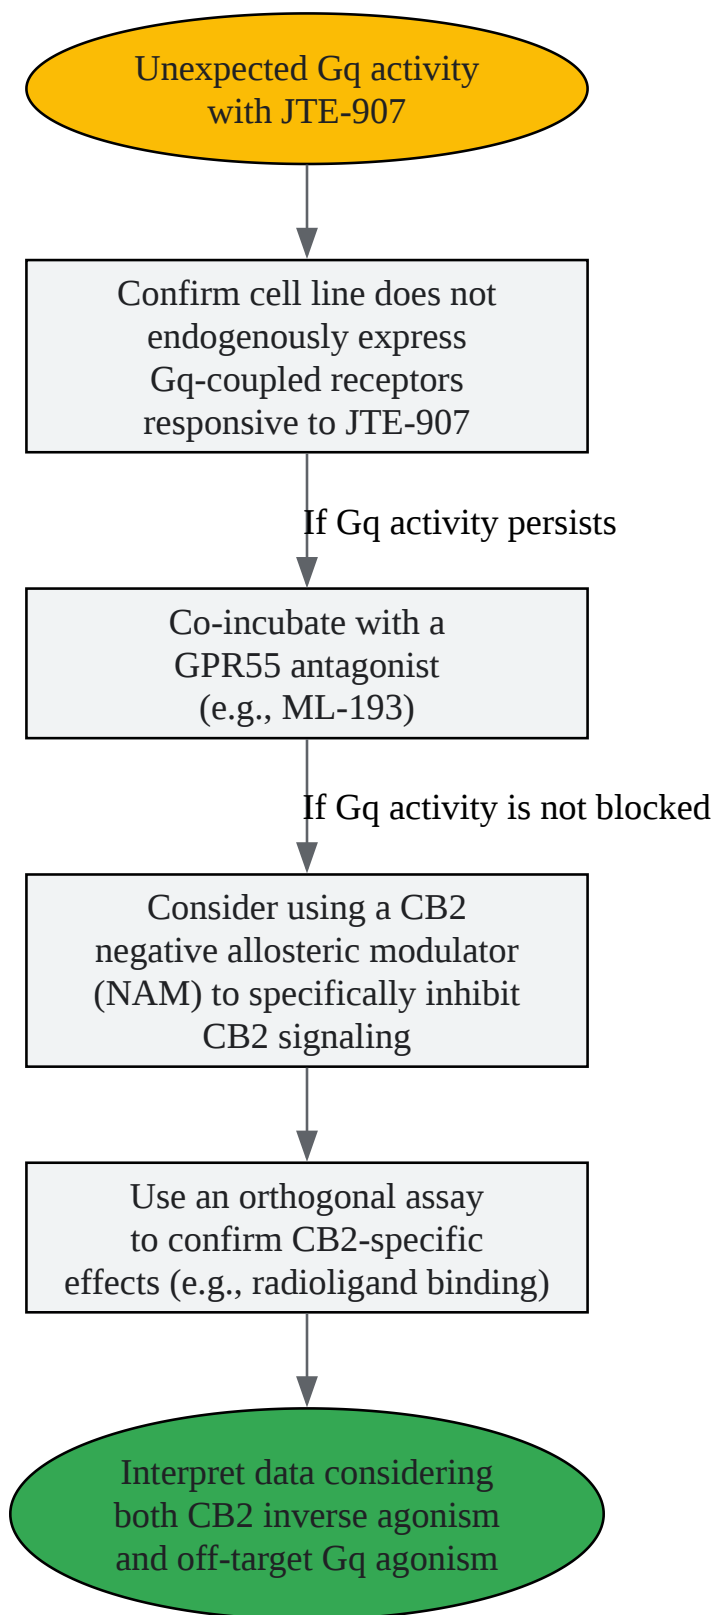 Unexpected Gq activity
with JTE-907
Confirm cell line does not
endogenously express
Gq-coupled receptors
responsive to JTE-907
If Gq activity persists
Co-incubate with a
GPR55 antagonist
(e.g., ML-193)
If Gq activity is not blocked
Consider using a CB2
negative allosteric modulator
(NAM) to specifically inhibit
CB2 signaling
Use an orthogonal assay
to confirm CB2-specific
effects (e.g., radioligand binding)
Interpret data considering
both CB2 inverse agonism
and off-target Gq agonism